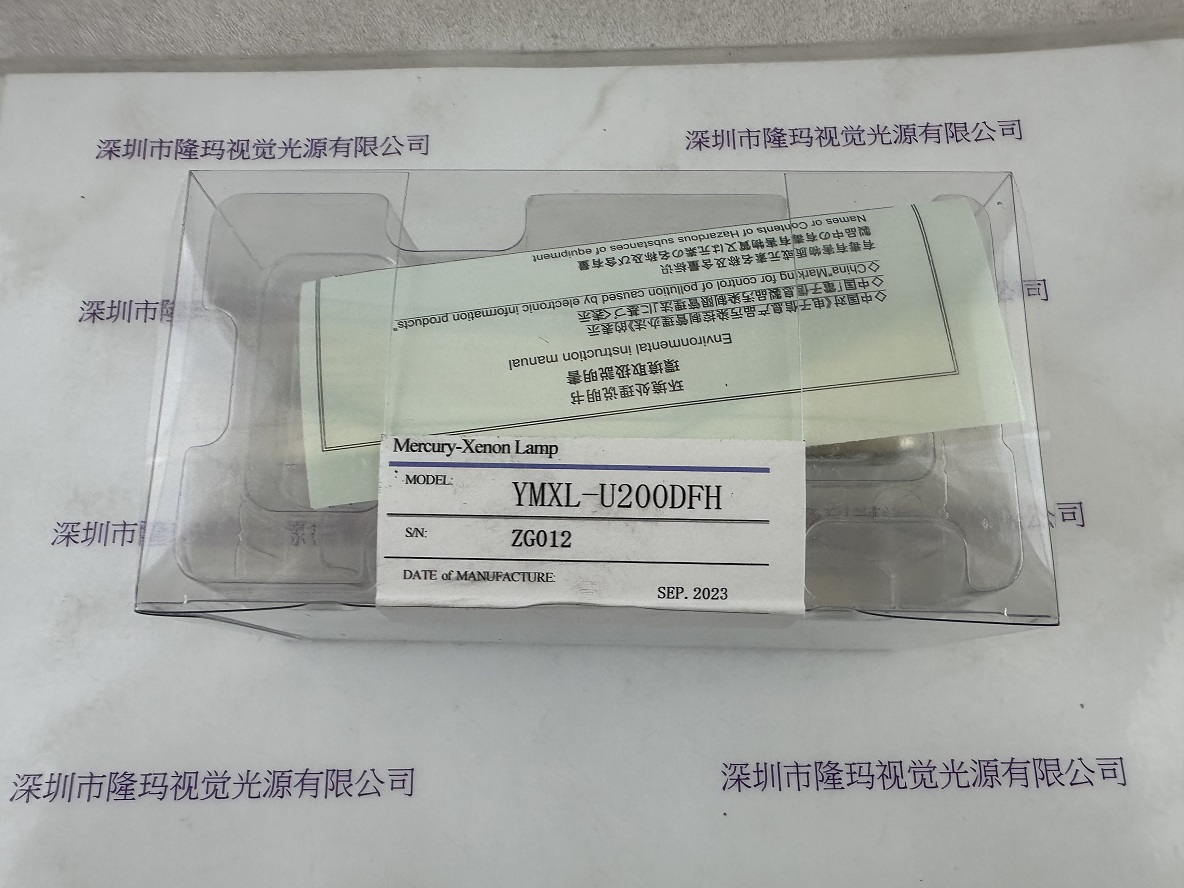 深圳市隆玛视觉光源有限公司
深圳市隆玛视觉光源有限公司
深圳市隆
司
深圳市隆
公司
深圳市隆玛视觉光源有限公司
深圳市隆玛视觉光源有限公司
环境处理说明书
環境取扱説明書
Environmental instruction manual
◇中国对《电子信息产品污染控制管理办法》的表示
◇中国「電子信息製品汚染制限管理法」に基づく表示
◇China"Marking for control of pollution caused by electronic information products"
有毒有害物质或元素名称及含量标识
製品中の有毒有害物質又は元素の名称及び含有量
Names or Contents of Hazardous substances of equipment
Mercury-Xenon Lamp
MODEL:
YMXL-U200DFH
S/N:
ZG012
DATE of MANUFACTURE:
SEP. 2023